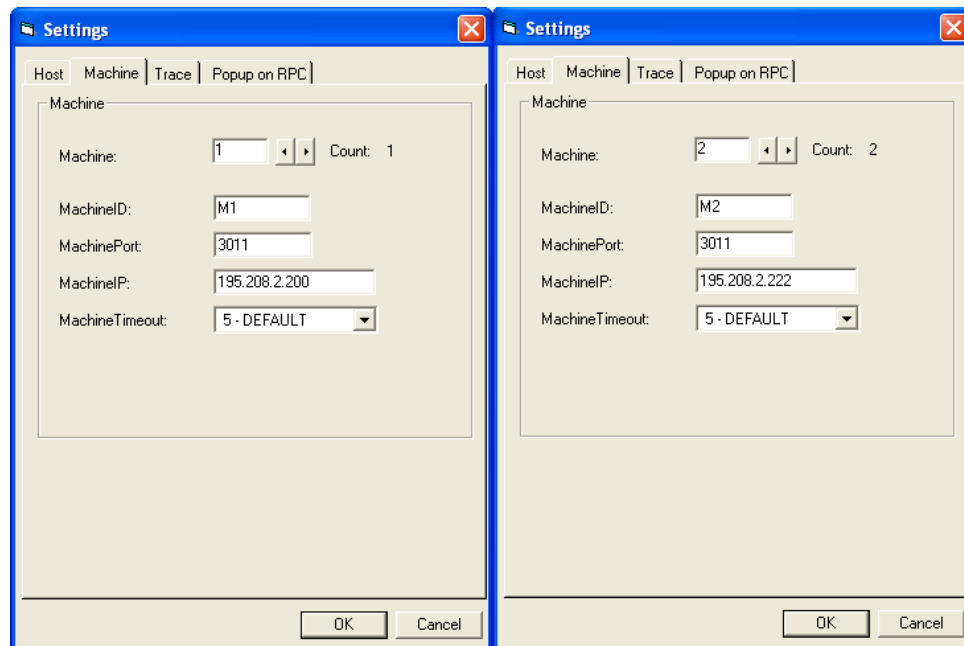 Settings
Host Machine Trace Popup on RPC
Machine
Machine: 1 Count: 1
MachineID: M1
MachinePort: 3011
MachineIP: 195.208.2.200
MachineTimeout: 5 - DEFAULT
OK Cancel
Settings
Host Machine Trace Popup on RPC
Machine
Machine: 2 Count: 2
MachineID: M2
MachinePort: 3011
MachineIP: 195.208.2.222
MachineTimeout: 5 - DEFAULT
OK Cancel